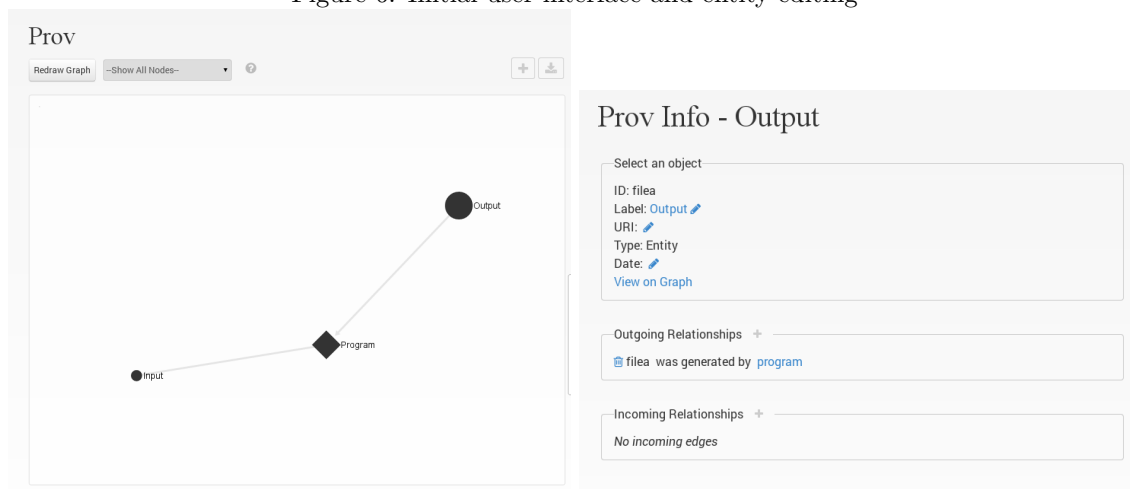 Figure 6: Initial user interface and entity editing
Prov
Redraw Graph --Show All Nodes--
Output
Program
Input
Prov Info - Output
Select an object
ID: filea
Label: Output
URI:
Type: Entity
Date:
View on Graph
Outgoing Relationships +
filea was generated by program
Incoming Relationships +
No incoming edges